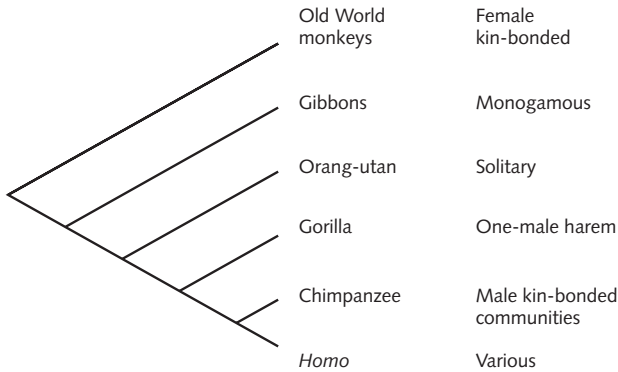 Old World
monkeys
Female
kin-bonded
Gibbons
Monogamous
Orang-utan
Solitary
Gorilla
One-male harem
Chimpanzee
Male kin-bonded
communities
Homo
Various